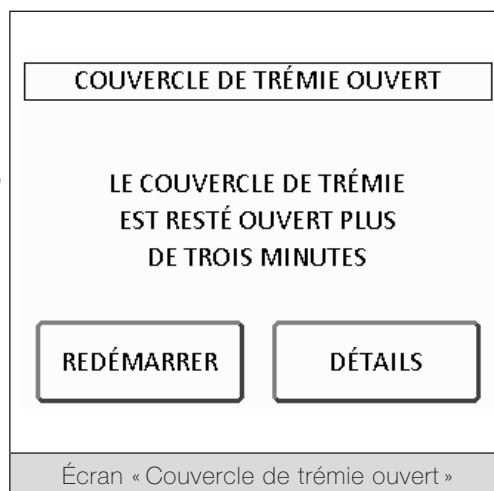 COUVERCLE DE TRÉMIE OUVERT
LE COUVERCLE DE TRÉMIE
EST RESTÉ OUVERT PLUS
DE TROIS MINUTES
REDÉMARRER
DÉTAILS
Écran « Couvercle de trémie ouvert »